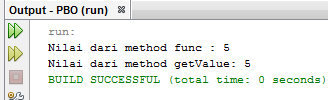 Output - PBO (run)
run:
Nilai dari method func : 5
Nilai dari method getValue: 5
BUILD SUCCESSFUL (total time: 0 seconds)